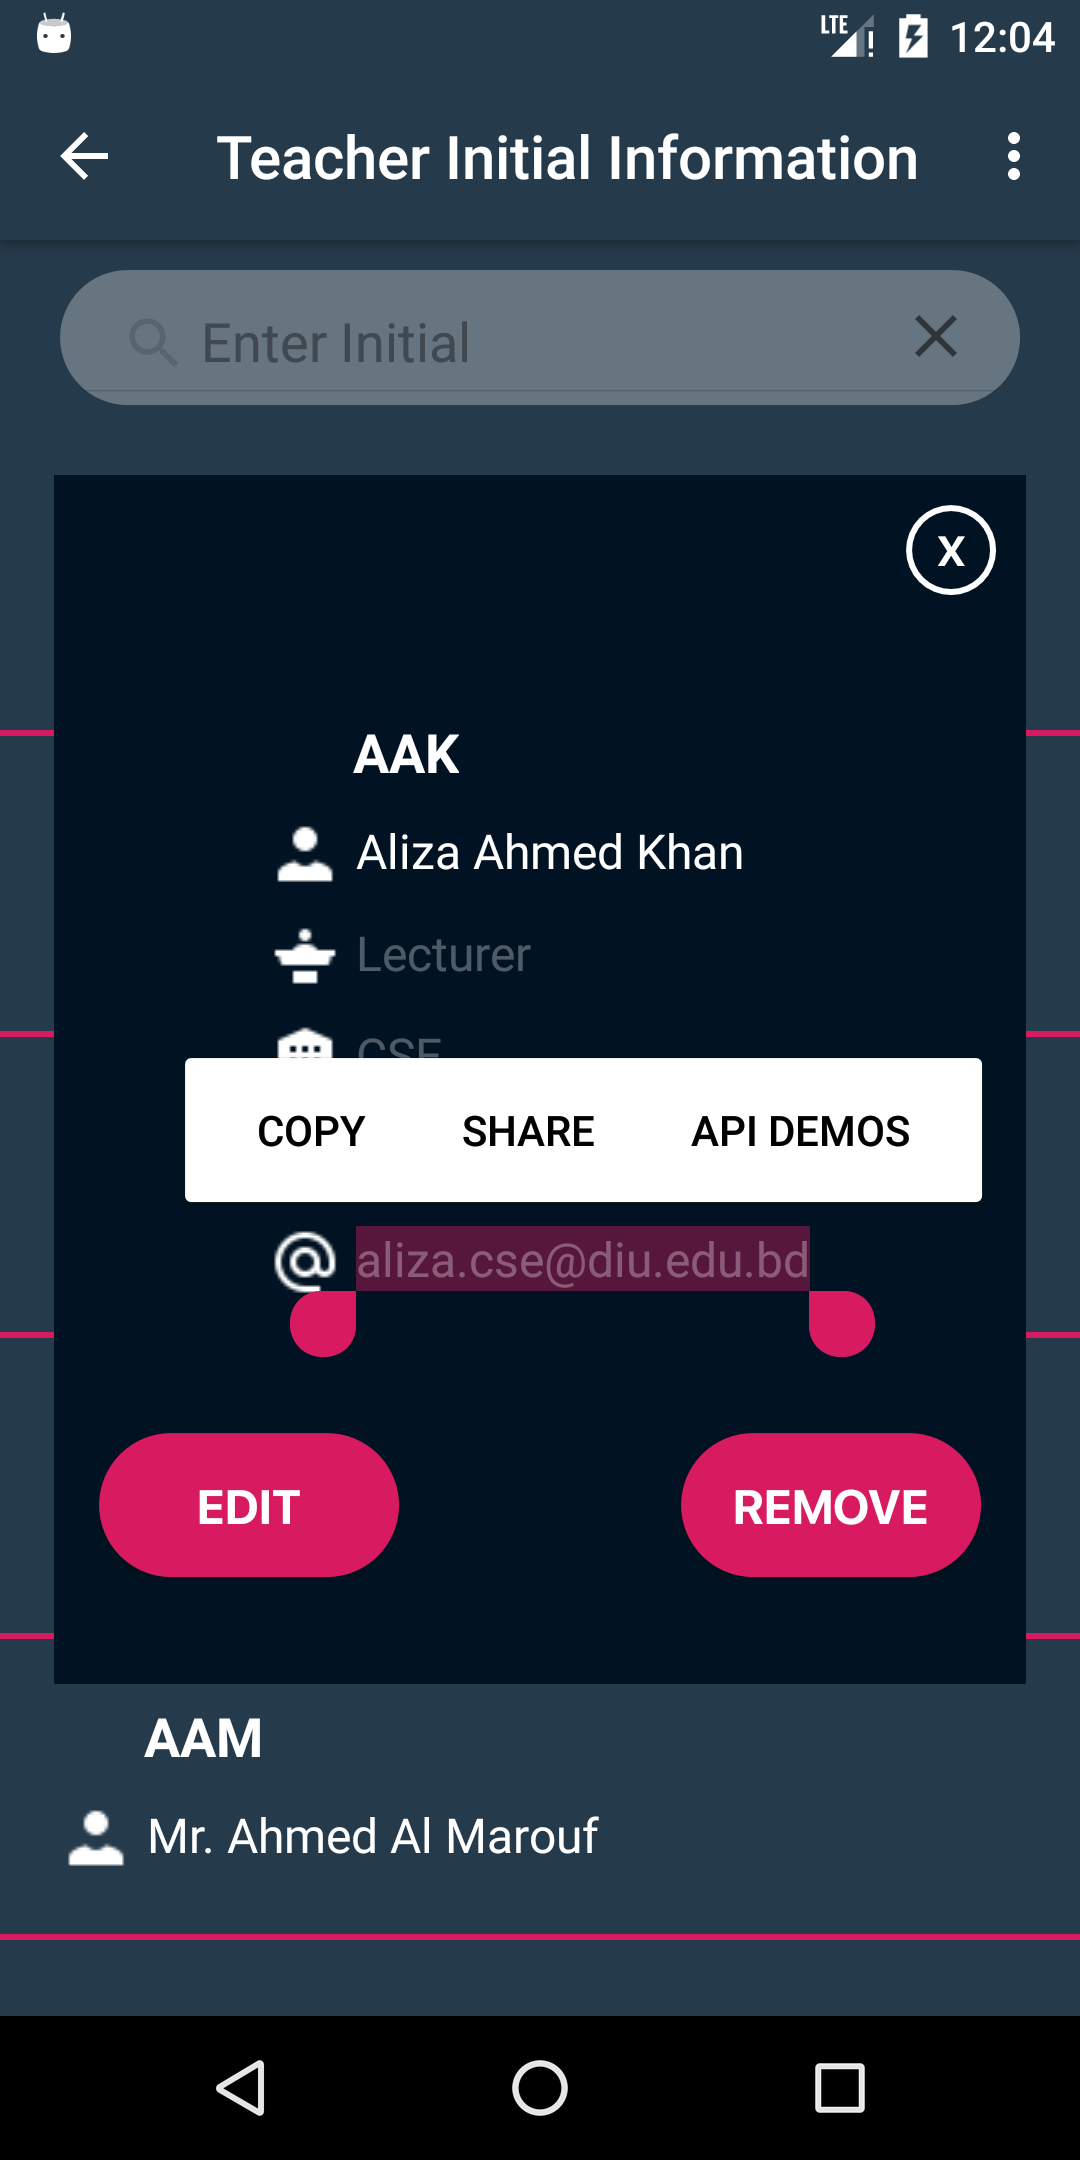 LTE 12:04
Teacher Initial Information
Enter Initial
X
AAK
Aliza Ahmed Khan
Lecturer
CSE
COPY SHARE API DEMOS
aliza.cse@diu.edu.bd
EDIT REMOVE
AAM
Mr. Ahmed Al Marouf